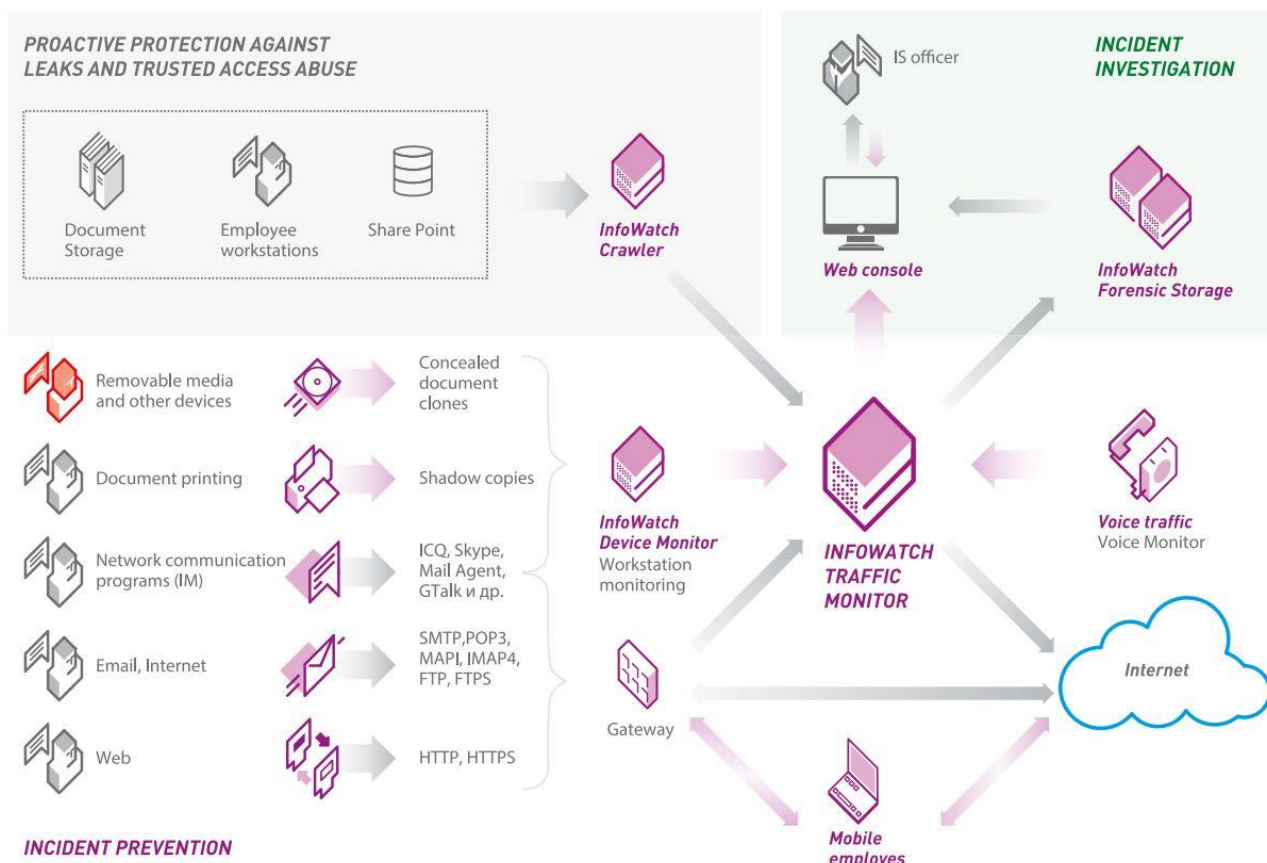 PROACTIVE PROTECTION AGAINST
LEAKS AND TRUSTED ACCESS ABUSE
Document
Storage
Employee
workstations
Share Point
InfoWatch
Crawler
IS officer
INCIDENT
INVESTIGATION
Web console
InfoWatch
Forensic Storage
Removable media
and other devices
Concealed
document
clones
Document printing
Shadow copies
Network communication
programs (IM)
ICQ, Skype,
Mail Agent,
GTalk и др.
Email, Internet
SMTP,POP3,
MAPI, IMAP4,
FTP, FTPS
Web
HTTP, HTTPS
InfoWatch
Device Monitor
Workstation
monitoring
Gateway
INFOWATCH
TRAFFIC
MONITOR
Voice traffic
Voice Monitor
Internet
Mobile
employes
INCIDENT PREVENTION